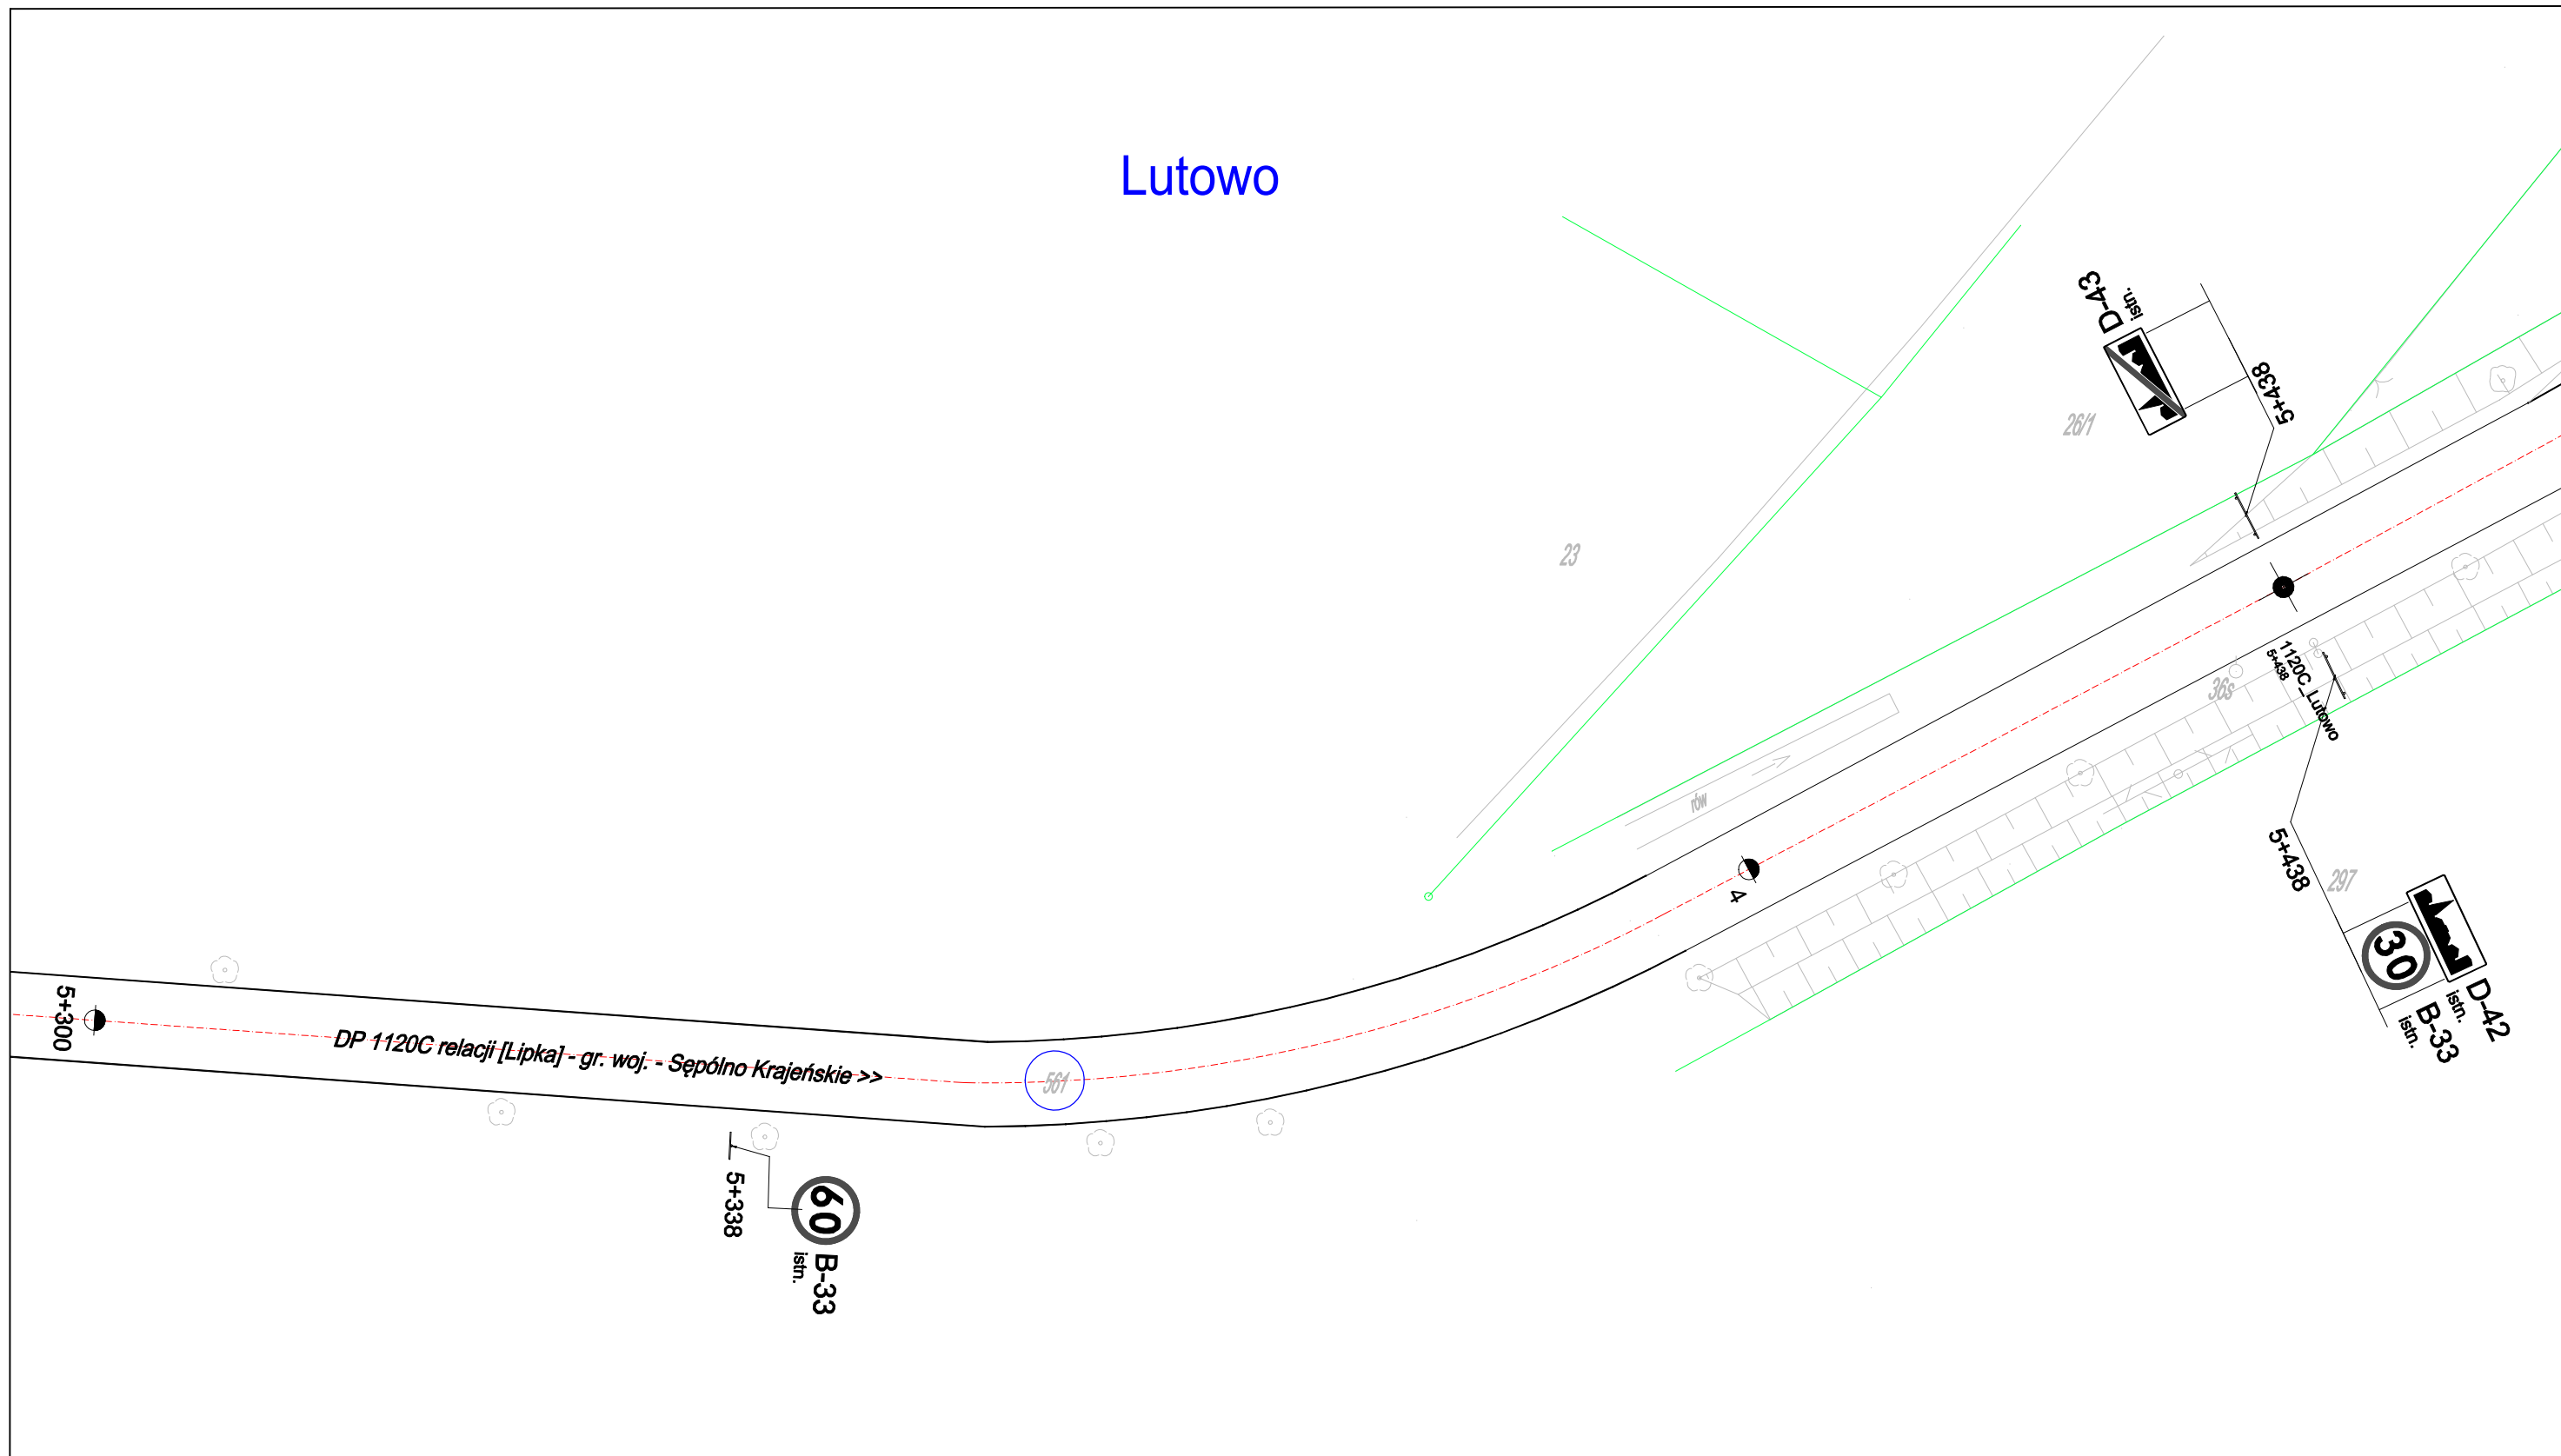 Lutowo
D-43
istn.
5+438
26/1
23
1120C_Lutowo
5+438
36s
rów
4
5+438
297
30
D-42
istn.
B-33
istn.
5+300
DP 1120C relacji [Lipka] - gr. woj. - Sępólno Krajeńskie >>
561
5+338
60
B-33
istn.